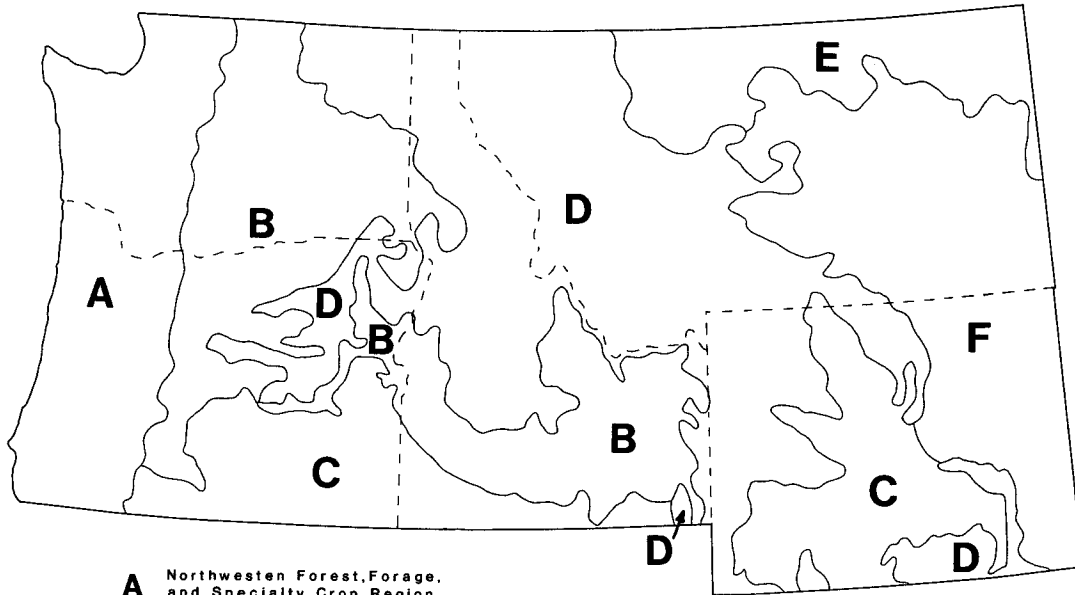 E
B
D
A
D
B
F
B
C
C
D
D
A Northwesten Forest, Forage,
and Specialty Crop Region